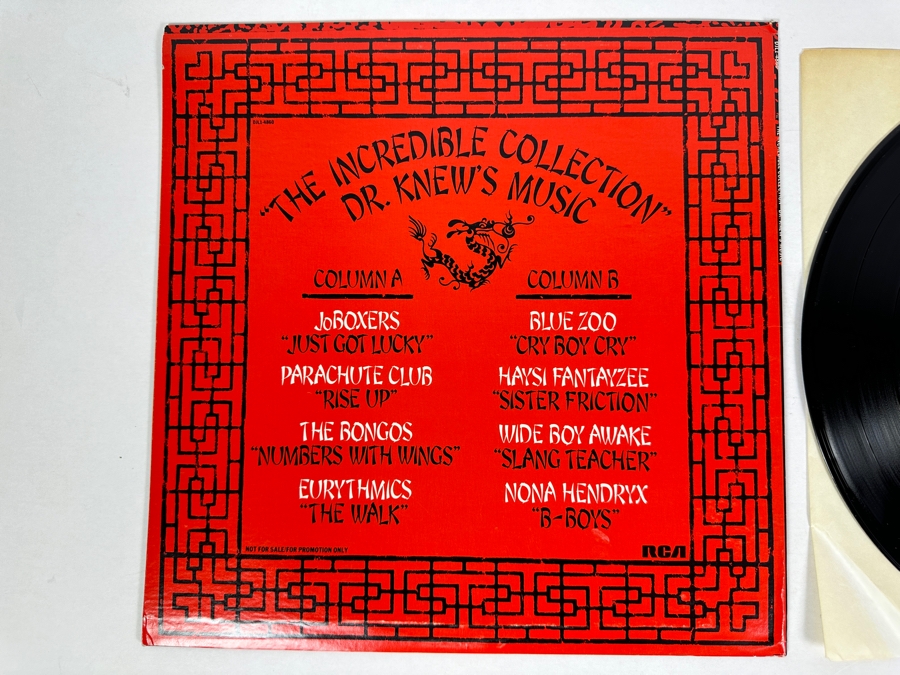 "THE INCREDIBLE COLLECTION"
DR. KNEW'S MUSIC
COLUMN A
JoBOXERS
"JUST GOT LUCKY"
PARACHUTE CLUB
"RISE UP"
THE BONGOS
"NUMBERS WITH WINGS"
EURYTHMICS
"THE WALK"
COLUMN B
BLUE ZOO
"CRY BOY CRY"
HAYSI FANTAYZEE
"SISTER FRICTION"
WIDE BOY AWAKE
"SLANG TEACHER"
NONA HENDRYX
"B-BOYS"
NOT FOR SALE/FOR PROMOTION ONLY
RCA